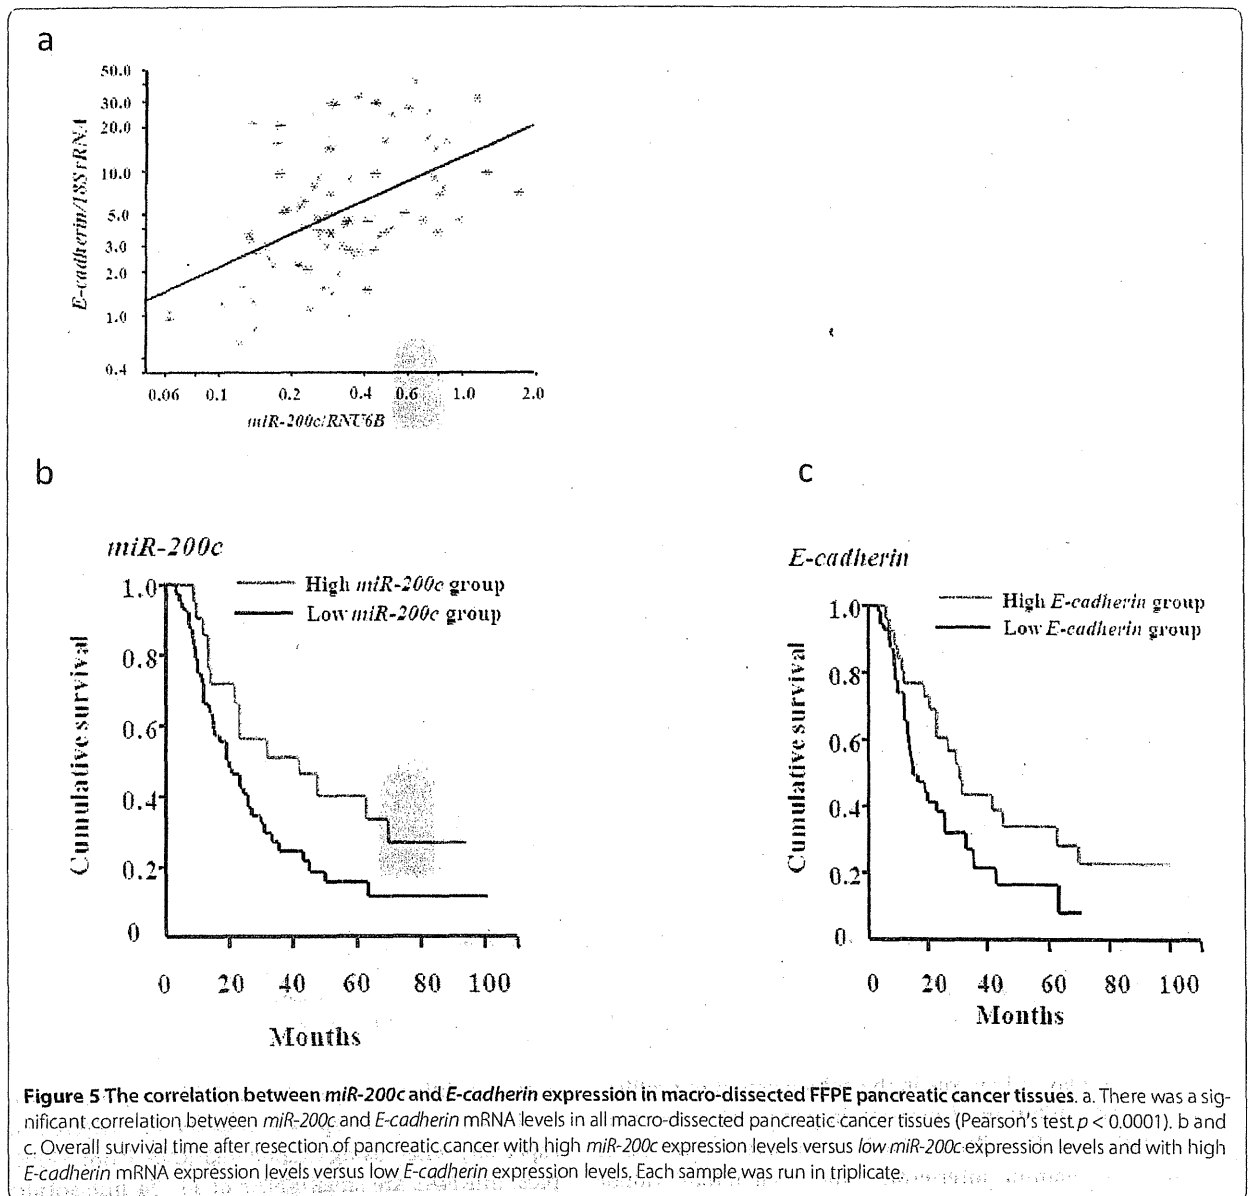 a
50.0
30.0
20.0
10.0
5.0
3.0
2.0
1.0
0.4
E-cadherin/18S rRNA
0.06 0.1 0.2 0.4 0.6 1.0 2.0
miR-200c/RNU6B
b
miR-200c
High miR-200c group
Low miR-200c group
1.0
0.8
0.6
0.4
0.2
0
Cumulative survival
0 20 40 60 80 100
Months
c
E-cadherin
High E-cadherin group
Low E-cadherin group
1.0
0.8
0.6
0.4
0.2
0
Cumulative survival
0 20 40 60 80 100
Months
Figure 5 The correlation between miR-200c and E-cadherin expression in macro-dissected FFPE pancreatic cancer tissues. a. There was a sig-
nificant correlation between miR-200c and E-cadherin mRNA levels in all macro-dissected pancreatic cancer tissues (Pearson's test p < 0.0001). b and
c. Overall survival time after resection of pancreatic cancer with high miR-200c expression levels versus low miR-200c expression levels and with high
E-cadherin mRNA expression levels versus low E-cadherin expression levels. Each sample was run in triplicate.